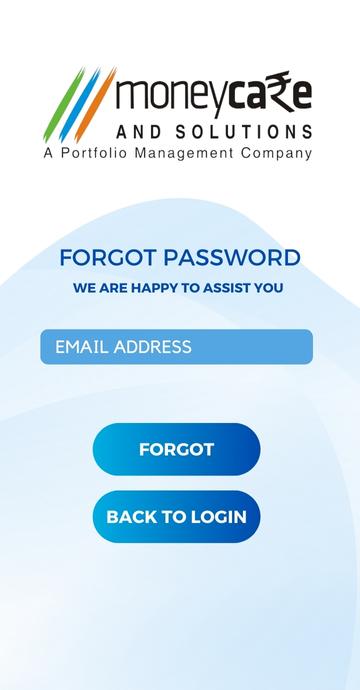 moneycare
AND SOLUTIONS
A Portfolio Management Company
FORGOT PASSWORD
WE ARE HAPPY TO ASSIST YOU
EMAIL ADDRESS
FORGOT
BACK TO LOGIN